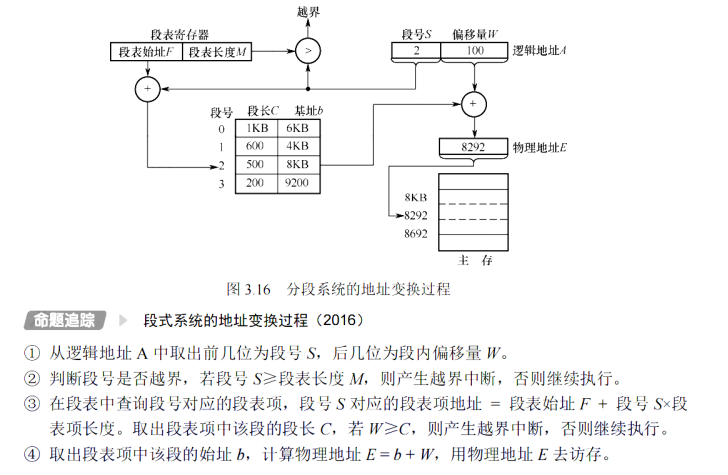 越界
段表寄存器
段表始址F 段表长度M
>
段号S 偏移量W
2 100 逻辑地址A
+
+
段号 段长C 基址b
0 1KB 6KB
1 600 4KB
2 500 8KB
3 200 9200
8292 物理地址E
8KB
8292
8692
主 存
图 3.16 分段系统的地址变换过程
命题追踪 段式系统的地址变换过程（2016）
① 从逻辑地址 A 中取出前几位为段号 S，后几位为段内偏移量 W。
② 判断段号是否越界，若段号 S≥段表长度 M，则产生越界中断，否则继续执行。
③ 在段表中查询段号对应的段表项，段号 S 对应的段表项地址 = 段表始址 F + 段号 S×段
表项长度。取出段表项中该段的段长 C，若 W≥C，则产生越界中断，否则继续执行。
④ 取出段表项中该段的始址 b，计算物理地址 E = b + W，用物理地址 E 去访存。